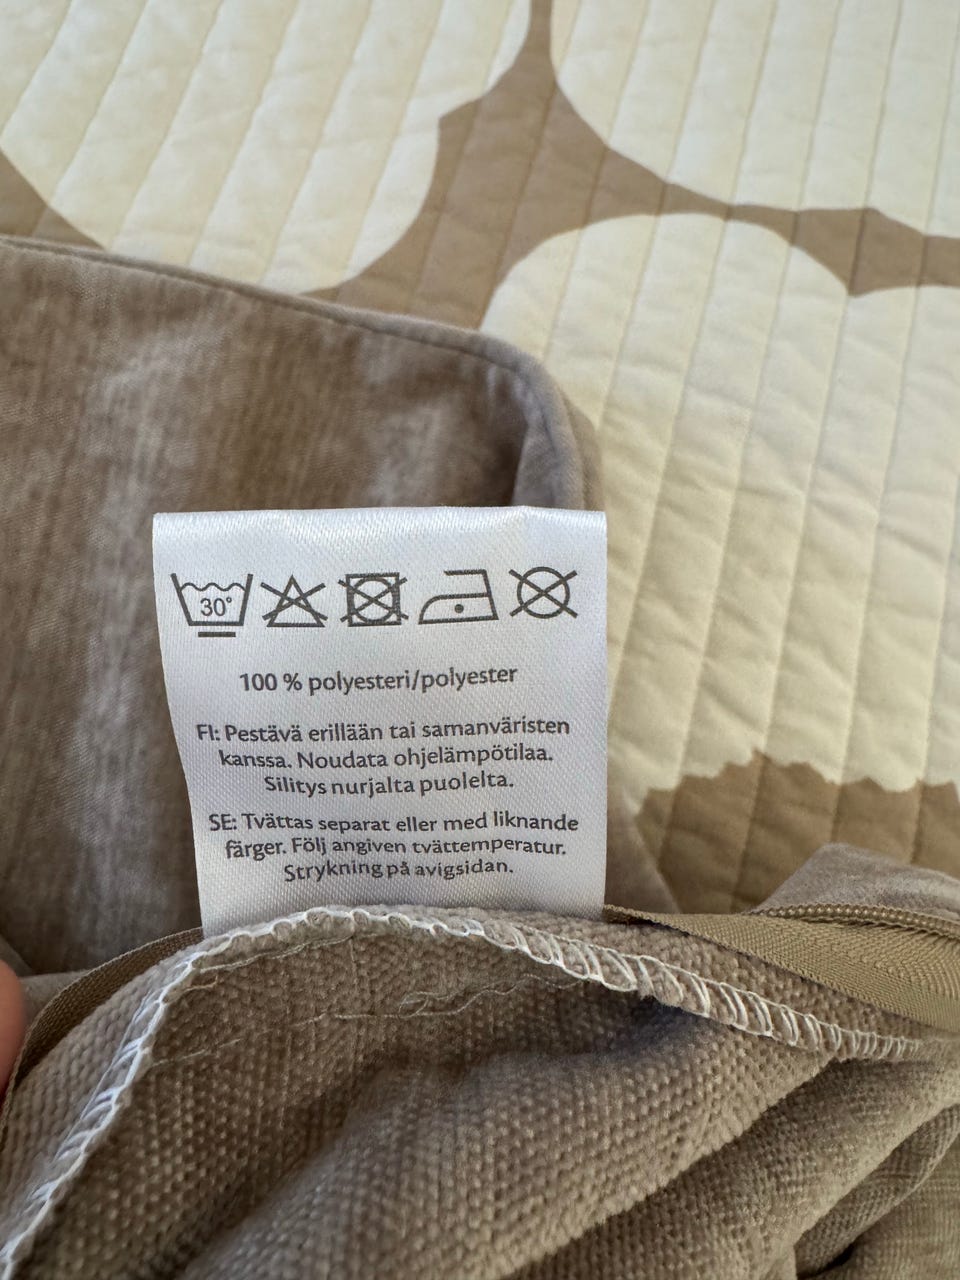 30°
100 % polyesteri/polyester
FI: Pestävä erillään tai samanväristen
kanssa. Noudata ohjelämpötilaa.
Silitys nurjalta puolelta.
SE: Tvättas separat eller med liknande
färger. Följ angiven tvättemperatur.
Strykning på avigsidan.